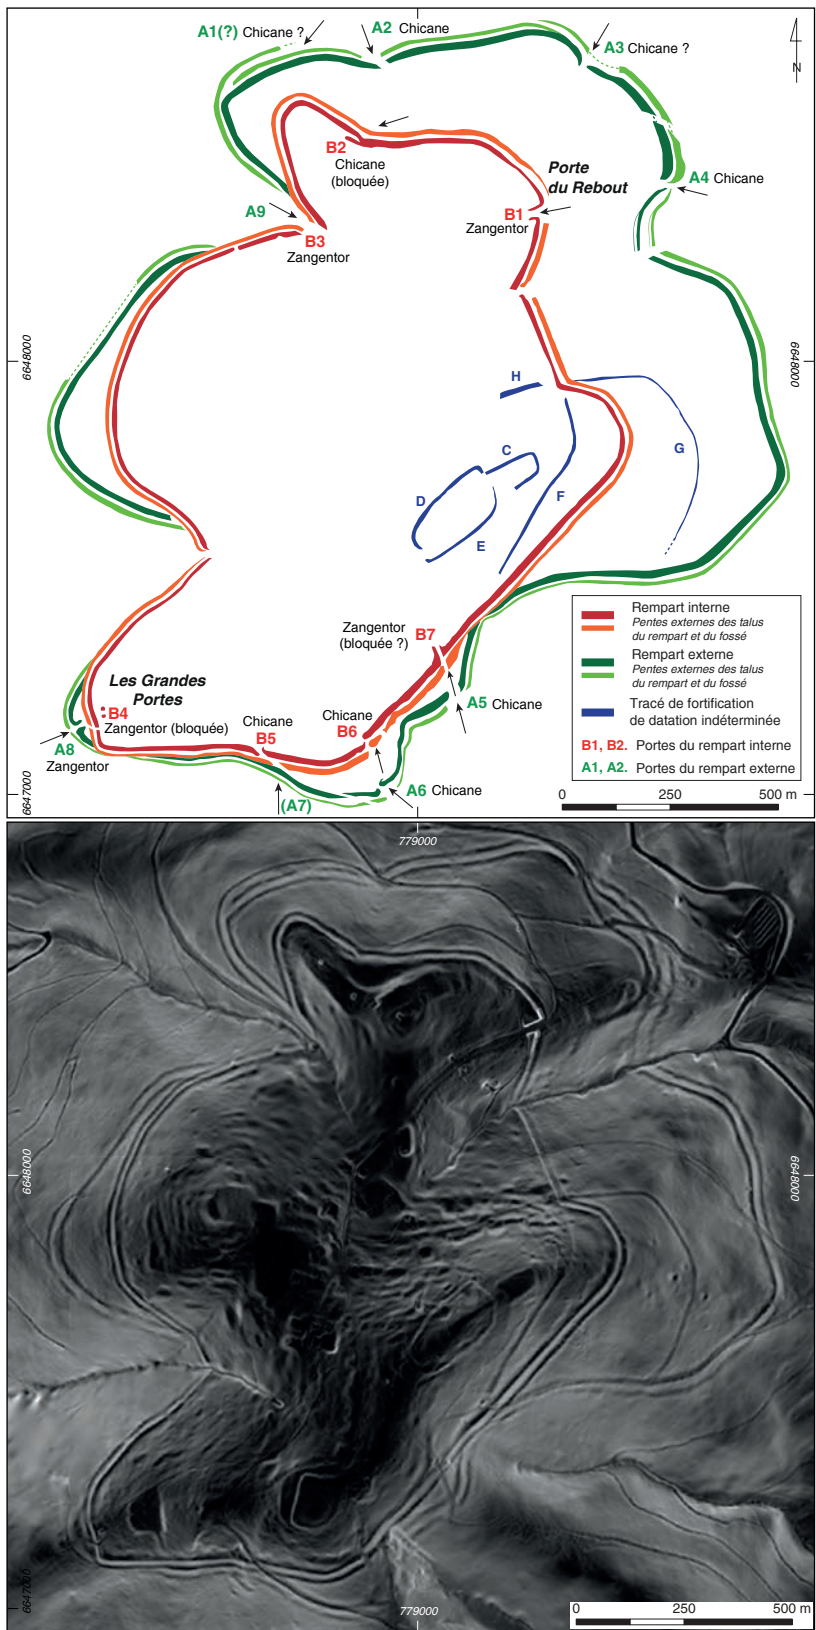 A1(?) Chicane ?
A2 Chicane
A3 Chicane ?
N
B2
Chicane
(bloquée)
Porte
du Rebout
A4 Chicane
A9
B1
Zangentor
B3
Zangentor
6648000
6648000
H
C
G
D
F
E
Zangentor
(bloquée ?)
B7
Les Grandes
Portes
B4
Zangentor (bloquée)
A8
Zangentor
Chicane
B5
Chicane
B6
A5 Chicane
A6 Chicane
(A7)
6647000
Rempart interne
Pentes externes des talus
du rempart et du fossé
Rempart externe
Pentes externes des talus
du rempart et du fossé
Tracé de fortification
de datation indéterminée
B1, B2. Portes du rempart interne
A1, A2. Portes du rempart externe
0 250 500 m
779000
6648000
6648000
6647000
779000
0 250 500 m